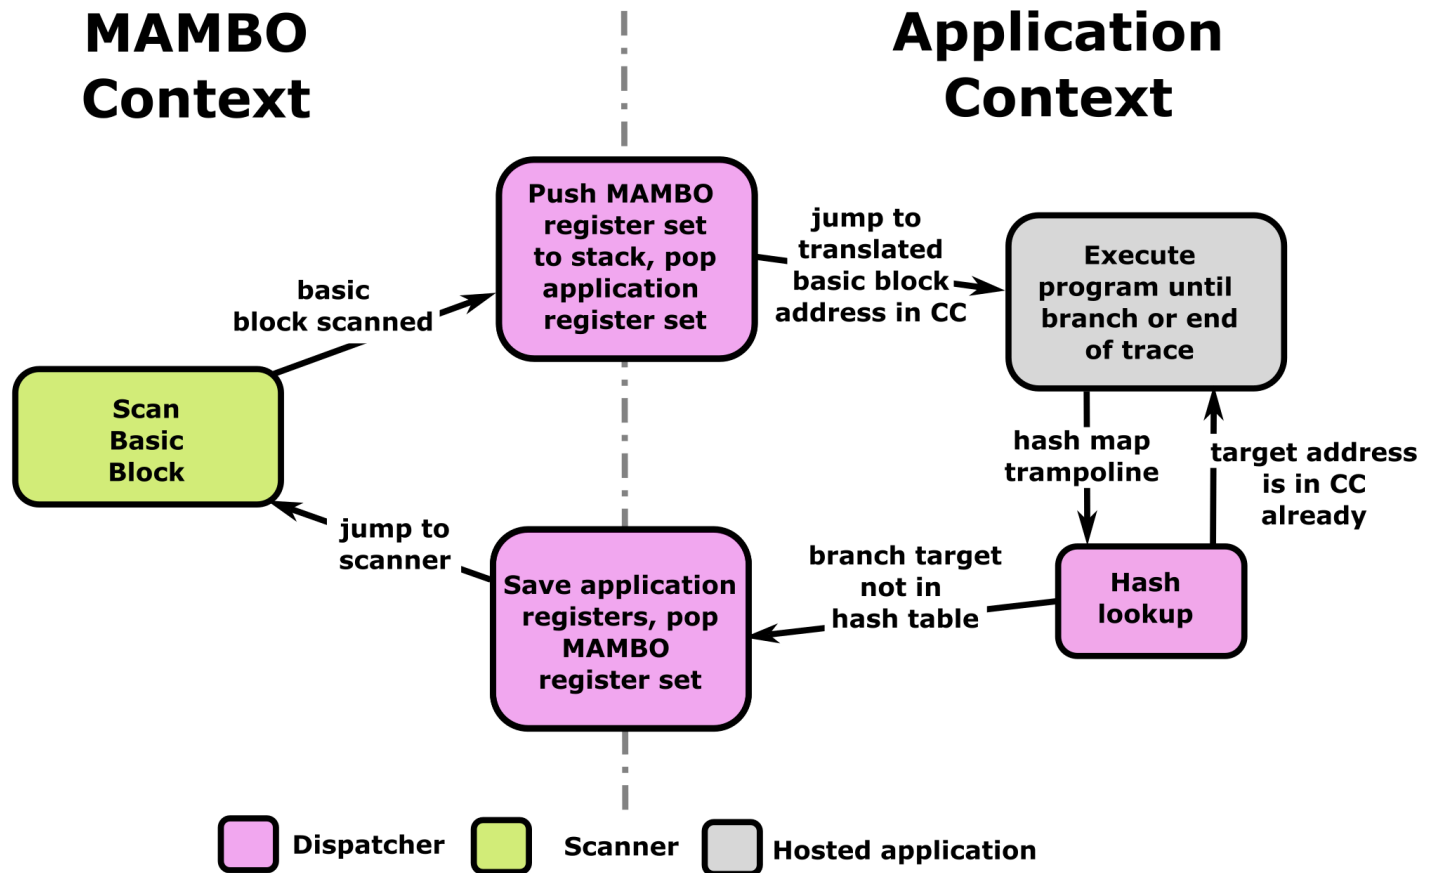 MAMBO
Context
Application
Context
Push MAMBO
register set
to stack, pop
application
register set
jump to
translated
basic block
address in CC
Execute
program until
branch or end
of trace
basic
block scanned
Scan
Basic
Block
hash map
trampoline
target address
is in CC
already
jump to
scanner
Save application
registers, pop
MAMBO
register set
branch target
not in
hash table
Hash
lookup
Dispatcher
Scanner
Hosted application